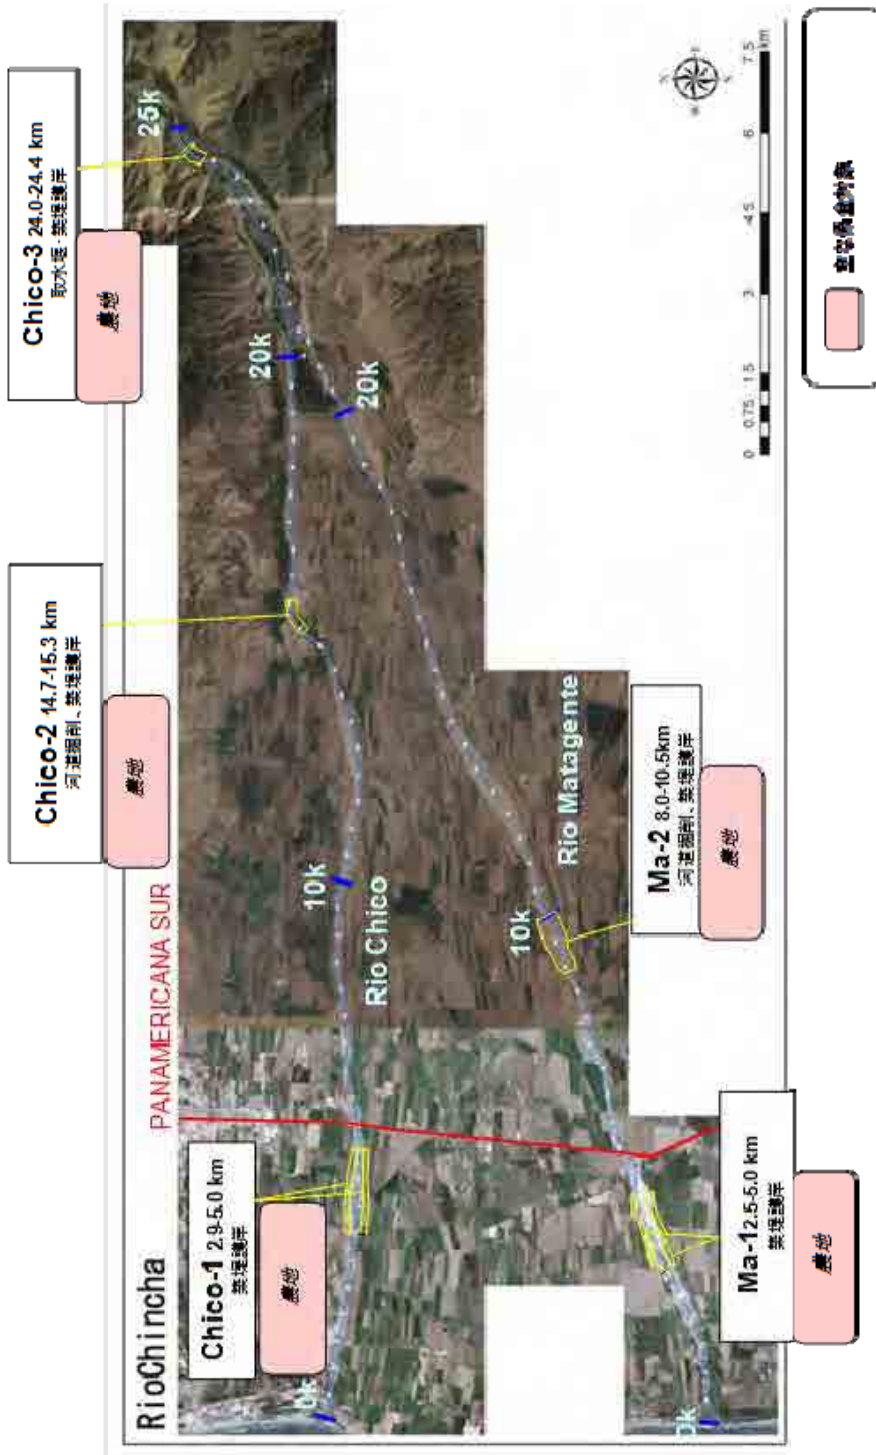 RioChincha
PANAMERICANA SUR
Chico-1 2.9-5.0 km
築堤護岸
農地
Chico-2 14.7-15.3 km
河道掘削、築堤護岸
農地
Chico-3 24.0-24.4 km
取水堰・築堤護岸
農地
0k
10k
20k
25k
Rio Chico
20k
10k
Rio Matagente
0k
Ma-1 2.5-5.0 km
築堤護岸
農地
Ma-2 8.0-10.5km
河道掘削、築堤護岸
農地
N
E
S
W
0 0.75 1.5 3 4.5 6 7.5
km